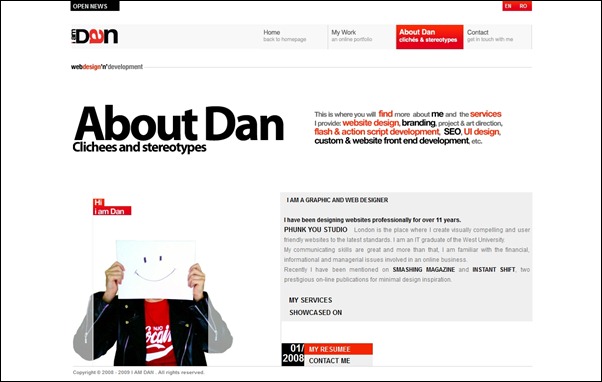 OPEN NEWS
EN RO
i am Dan
Home
back to homepage
My Work
an online portfolio
About Dan
clichés & stereotypes
Contact
get in touch with me
webdesign'n'development
About Dan
Clichees and stereotypes
This is where you will find more about me and the services
I provide: website design, branding, project & art direction,
flash & action script development, SEO, UI design,
custom & website front end development, etc.
Hi
i am Dan
I AM A GRAPHIC AND WEB DESIGNER
I have been designing websites professionally for over 11 years.
PHUNK YOU STUDIO London is the place where I create visually compelling and user
friendly websites to the latest standards. I am an IT graduate of the West University.
My communicating skills are great and more than that, I am familiar with the financial,
informational and managerial issues involved in an online business.
Recently I have been mentioned on SMASHING MAGAZINE and INSTANT SHIFT, two
prestigious on-line publications for minimal design inspiration.
MY SERVICES
SHOWCASED ON
NUO
Cocain
01/
2008
MY RESUMEE
CONTACT ME
Copyright © 2008 - 2009 I AM DAN . All rights reserved.